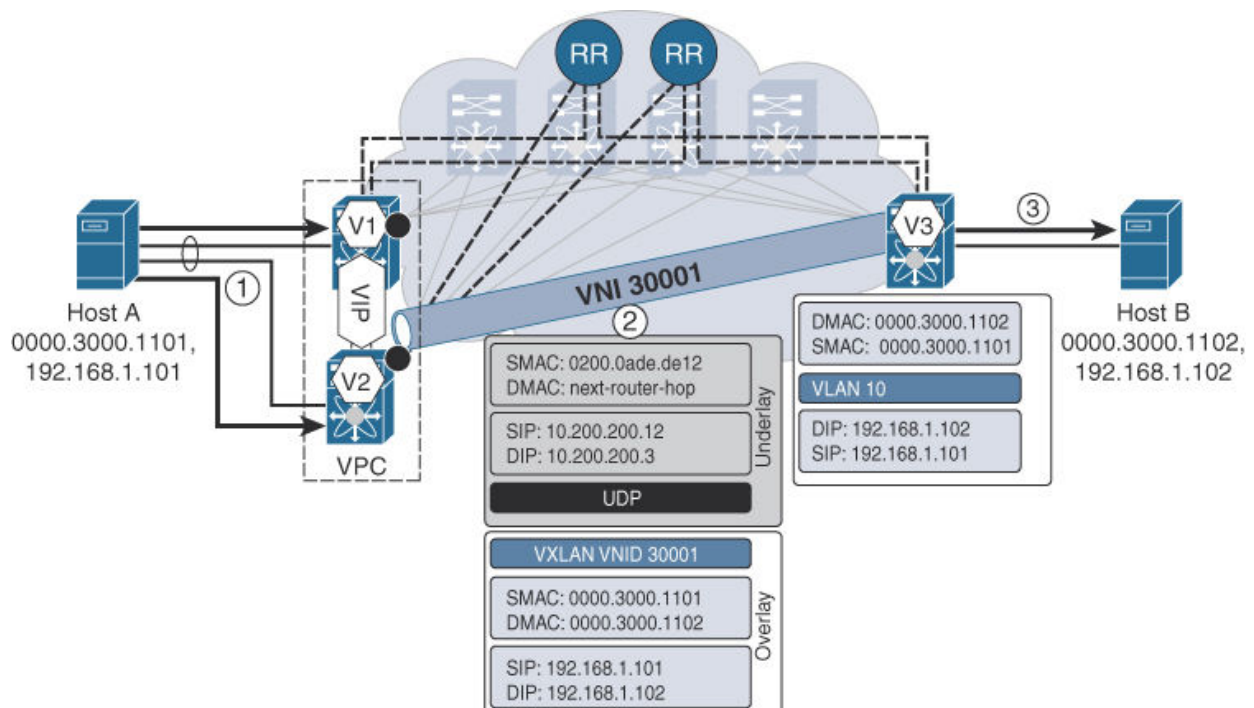 RR
RR
V1
VIP
V2
VPC
Host A
0000.3000.1101,
192.168.1.101
1
VNI 30001
2
V3
3
Host B
0000.3000.1102,
192.168.1.102
SMAC: 0200.0ade.de12
DMAC: next-router-hop
SIP: 10.200.200.12
DIP: 10.200.200.3
UDP
Underlay
VXLAN VNID 30001
SMAC: 0000.3000.1101
DMAC: 0000.3000.1102
SIP: 192.168.1.101
DIP: 192.168.1.102
Overlay
DMAC: 0000.3000.1102
SMAC: 0000.3000.1101
VLAN 10
DIP: 192.168.1.102
SIP: 192.168.1.101